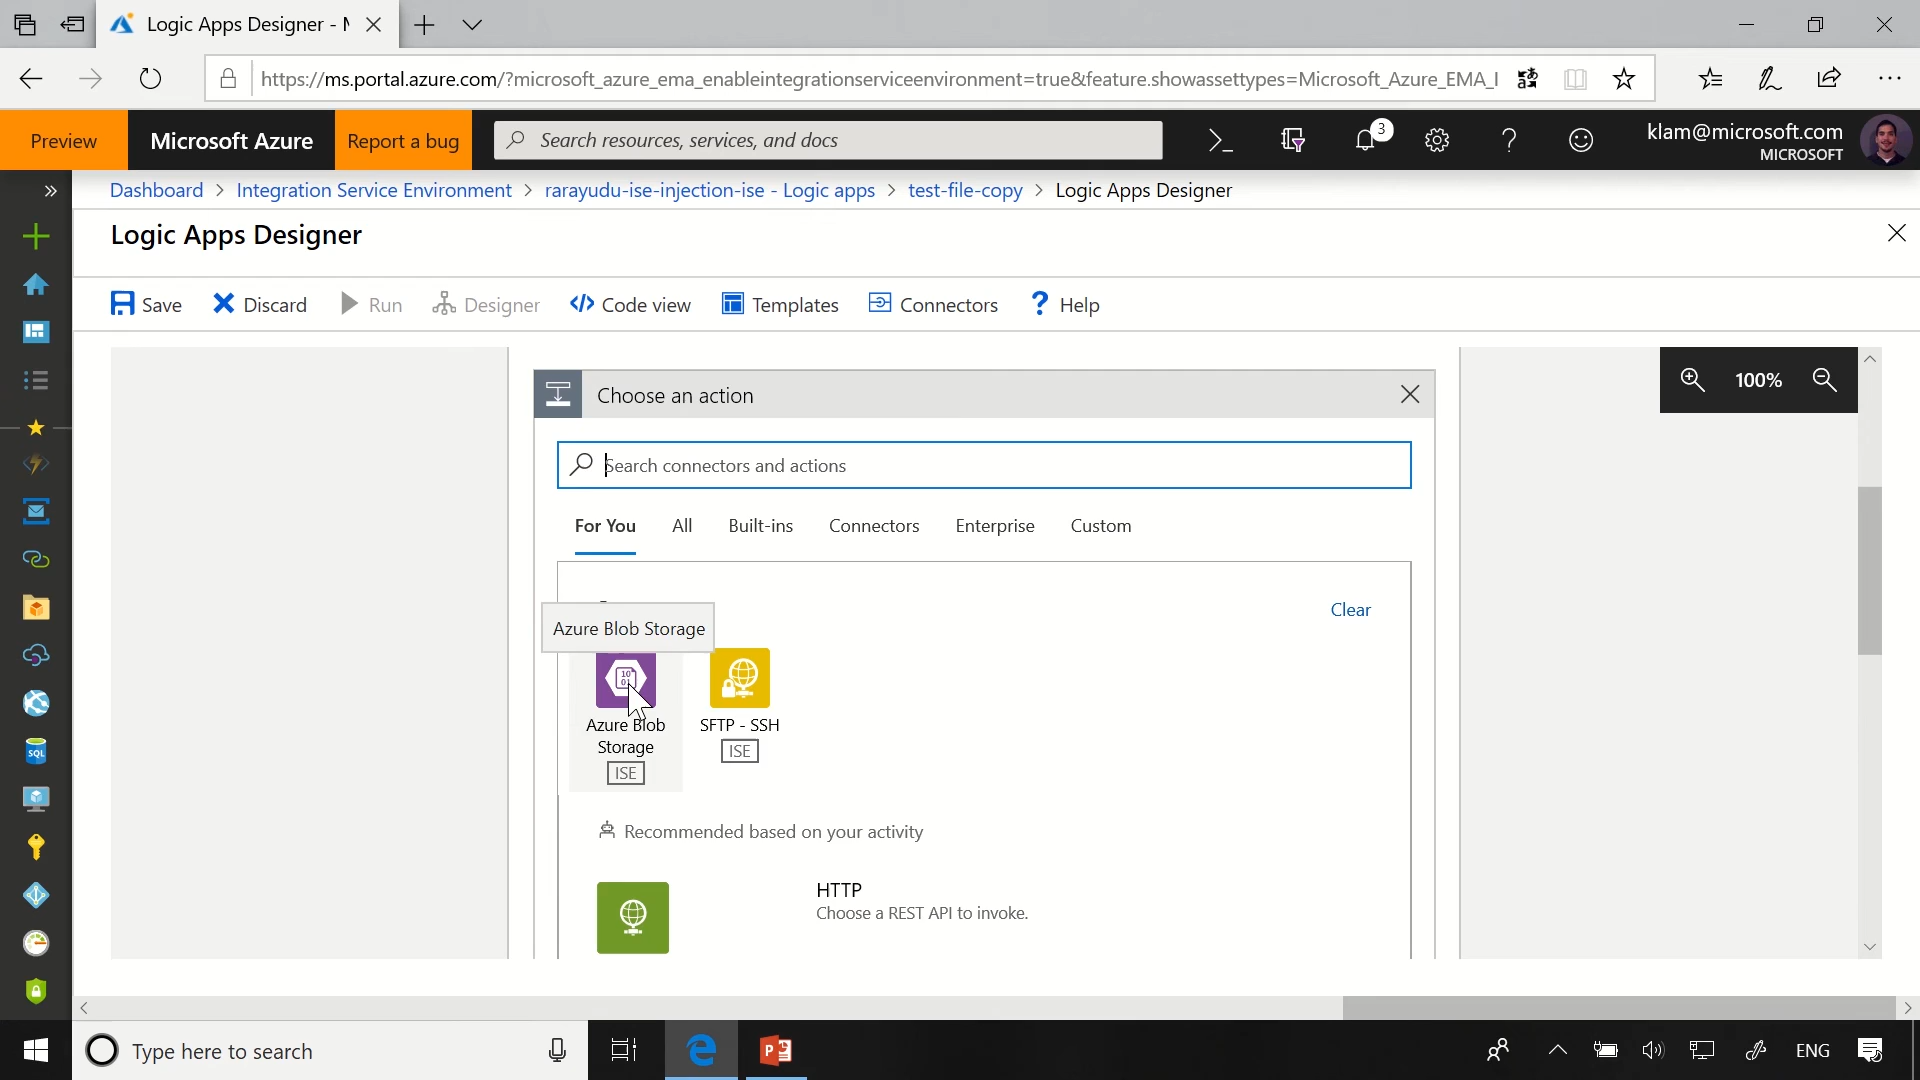 Logic Apps Designer - M
https://ms.portal.azure.com/?microsoft_azure_ema_enableintegrationserviceenvironment=true&feature.showassettypes=Microsoft_Azure_EMA_I
Preview
Microsoft Azure
Report a bug
Search resources, services, and docs
3
klam@microsoft.com
MICROSOFT
Dashboard > Integration Service Environment > rarayudu-ise-injection-ise - Logic apps > test-file-copy > Logic Apps Designer
Logic Apps Designer
Save
Discard
Run
Designer
Code view
Templates
Connectors
Help
100%
Choose an action
Search connectors and actions
For You
All
Built-ins
Connectors
Enterprise
Custom
Clear
Azure Blob Storage
Azure Blob
Storage
ISE
SFTP - SSH
ISE
Recommended based on your activity
HTTP
Choose a REST API to invoke.
SQL
Type here to search
ENG